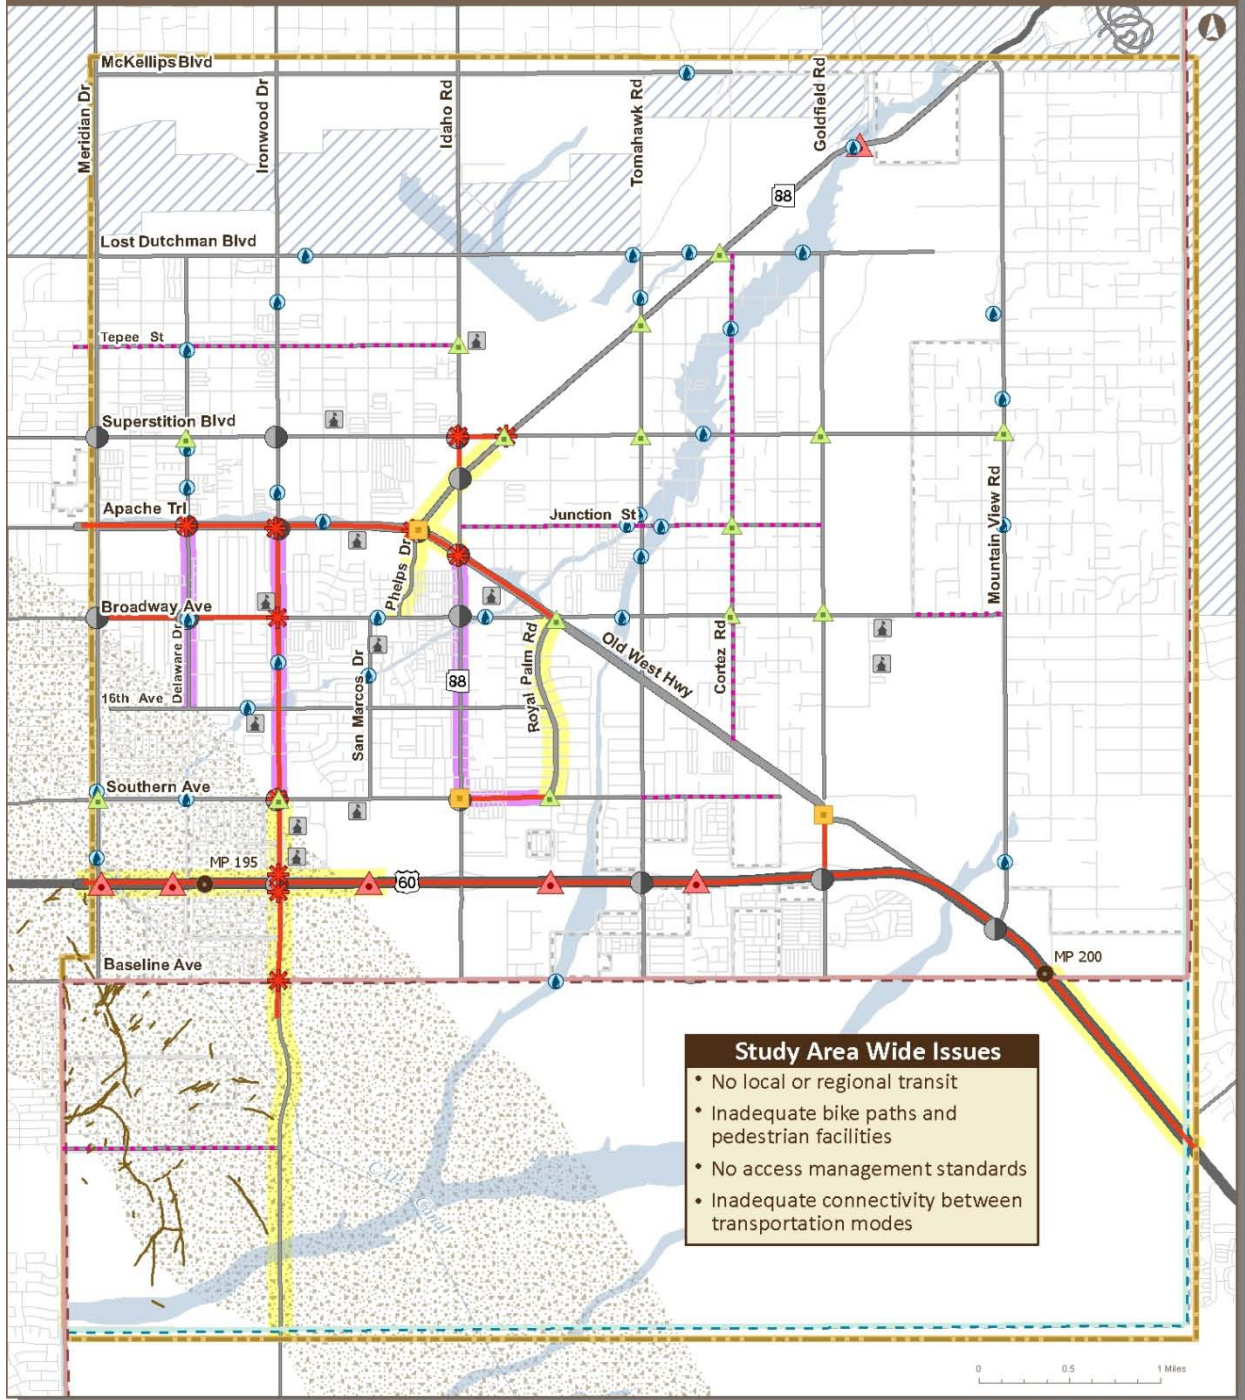 McKellips Blvd
Meridian Dr
Ironwood Dr
Idaho Rd
Tomahawk Rd
Goldfield Rd
88
Lost Dutchman Blvd
Tepee St
Superstition Blvd
Apache Trl
Junction St
Mountain View Rd
Phelps Dr
Broadway Ave
Delaware Dr
Royal Palm Rd
Old West Hwy
Cortez Rd
San Marcos Dr
88
16th Ave
Southern Ave
MP 195
60
Baseline Ave
MP 200
CAP Canal
Study Area Wide Issues
• No local or regional transit
• Inadequate bike paths and
pedestrian facilities
• No access management standards
• Inadequate connectivity between
transportation modes
0 0.5 1 Miles